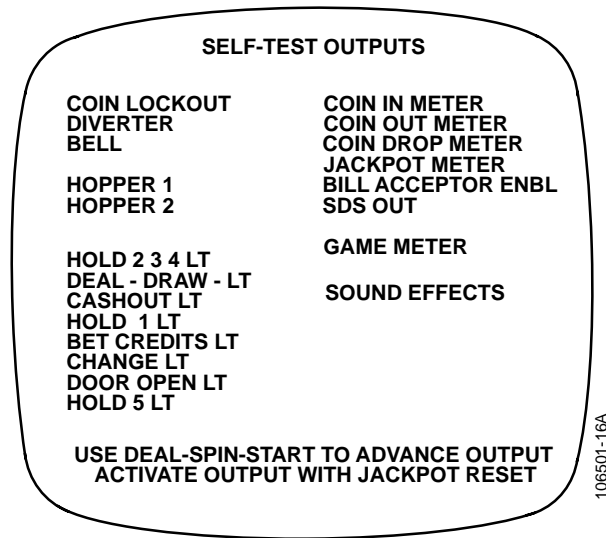 SELF-TEST OUTPUTS
COIN LOCKOUT
DIVERTER
BELL
HOPPER 1
HOPPER 2
HOLD 2 3 4 LT
DEAL - DRAW - LT
CASHOUT LT
HOLD 1 LT
BET CREDITS LT
CHANGE LT
DOOR OPEN LT
HOLD 5 LT
COIN IN METER
COIN OUT METER
COIN DROP METER
JACKPOT METER
BILL ACCEPTOR ENBL
SDS OUT
GAME METER
SOUND EFFECTS
USE DEAL-SPIN-START TO ADVANCE OUTPUT
ACTIVATE OUTPUT WITH JACKPOT RESET
106501-16A